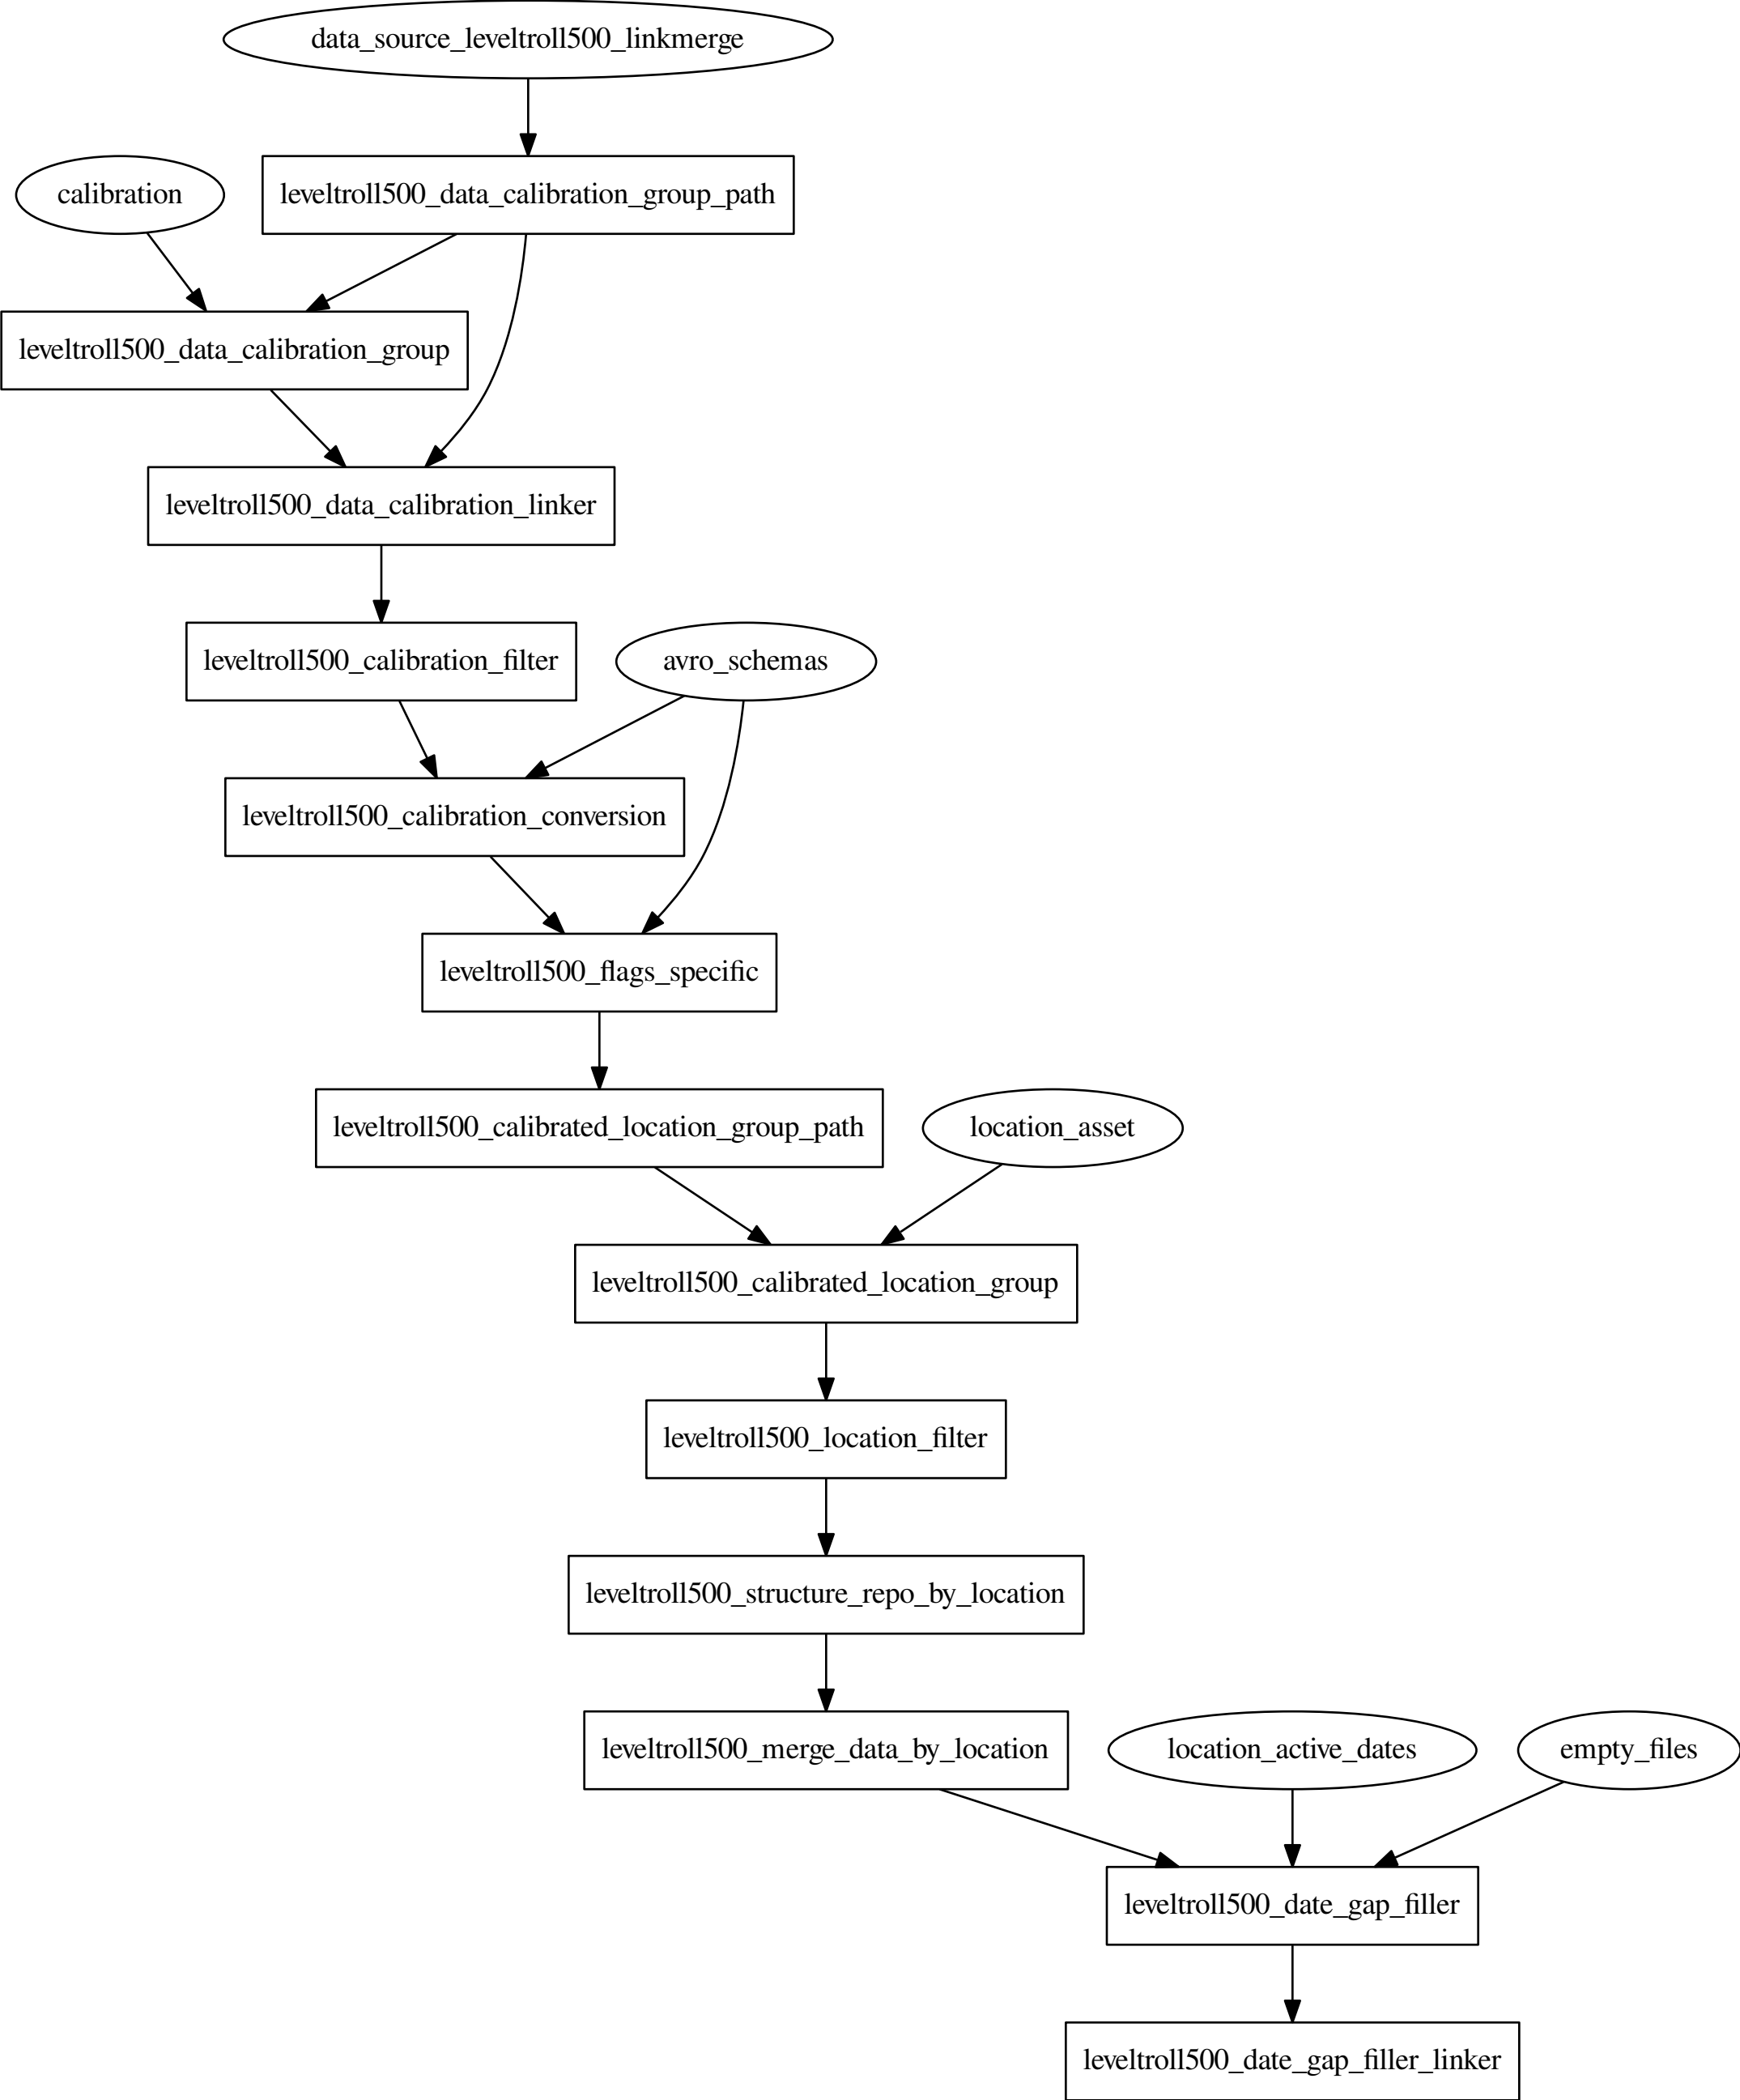 data_source_leveltroll500_linkmerge
calibration
leveltroll500_data_calibration_group_path
leveltroll500_data_calibration_group
leveltroll500_data_calibration_linker
leveltroll500_calibration_filter
avro_schemas
leveltroll500_calibration_conversion
leveltroll500_flags_specific
leveltroll500_calibrated_location_group_path
location_asset
leveltroll500_calibrated_location_group
leveltroll500_location_filter
leveltroll500_structure_repo_by_location
leveltroll500_merge_data_by_location
location_active_dates
empty_files
leveltroll500_date_gap_filler
leveltroll500_date_gap_filler_linker